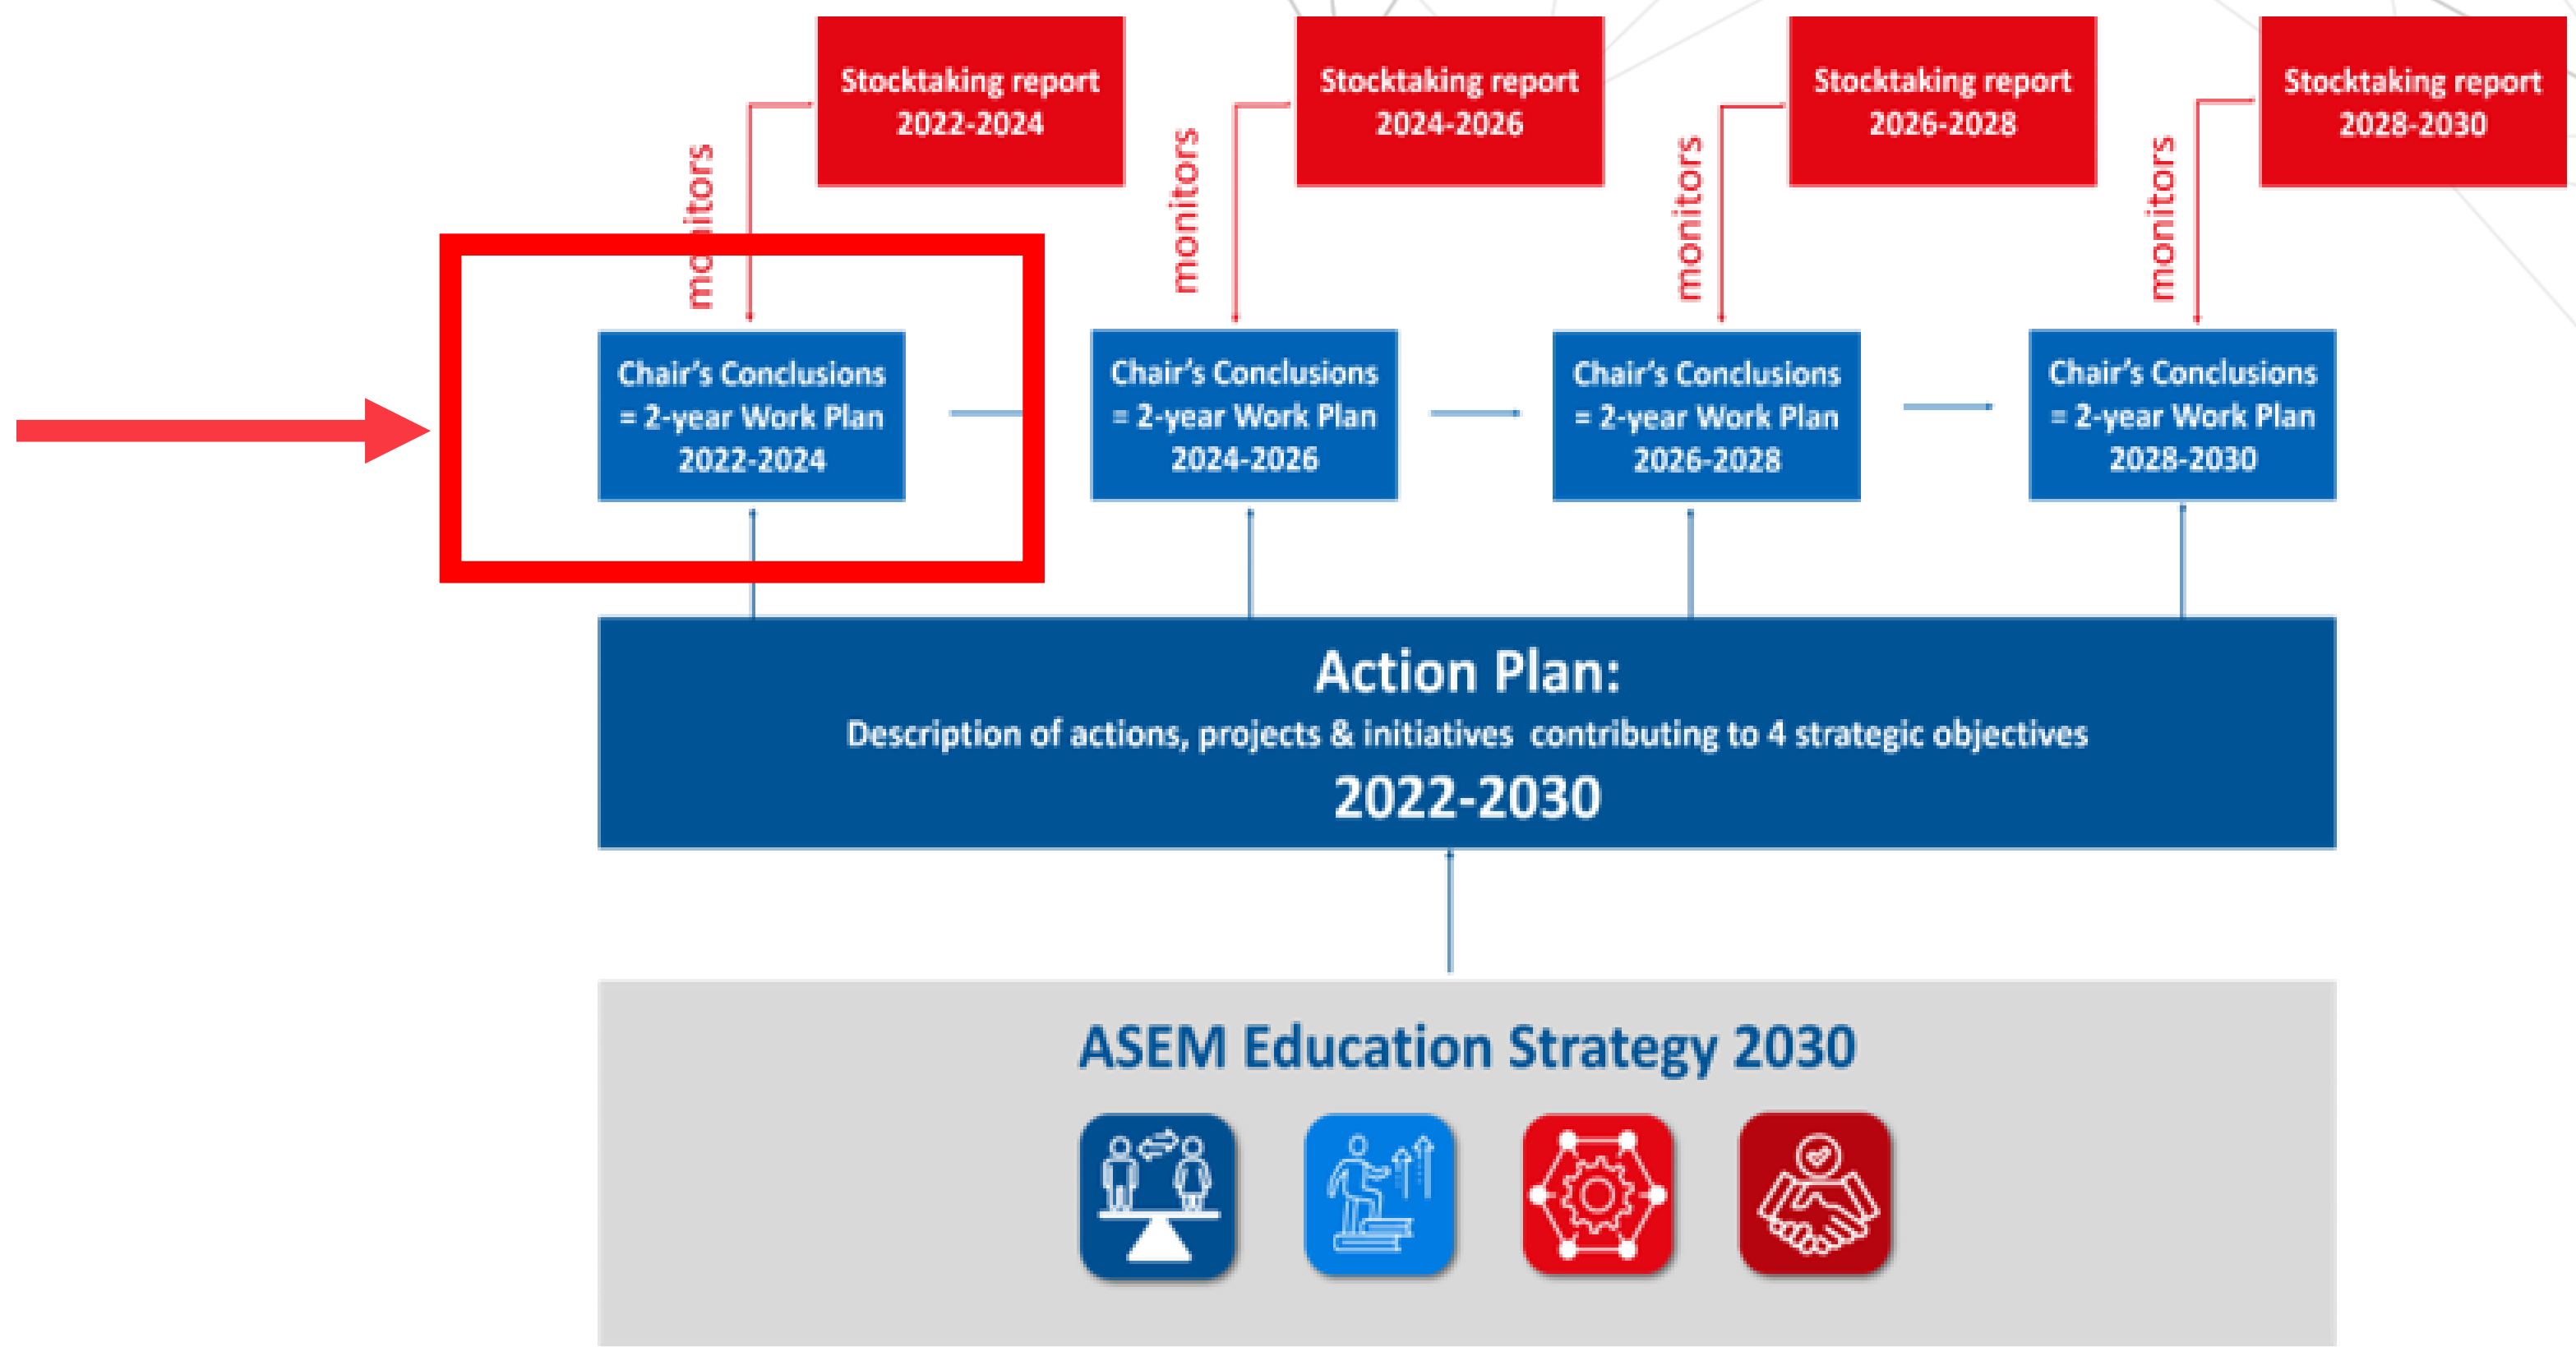 Stocktaking report
2022-2024
Stocktaking report
2024-2026
Stocktaking report
2026-2028
Stocktaking report
2028-2030
monitors
monitors
monitors
monitors
Chair's Conclusions
= 2-year Work Plan
2022-2024
Chair's Conclusions
= 2-year Work Plan
2024-2026
Chair's Conclusions
= 2-year Work Plan
2026-2028
Chair's Conclusions
= 2-year Work Plan
2028-2030
Action Plan:
Description of actions, projects & initiatives contributing to 4 strategic objectives
2022-2030
ASEM Education Strategy 2030